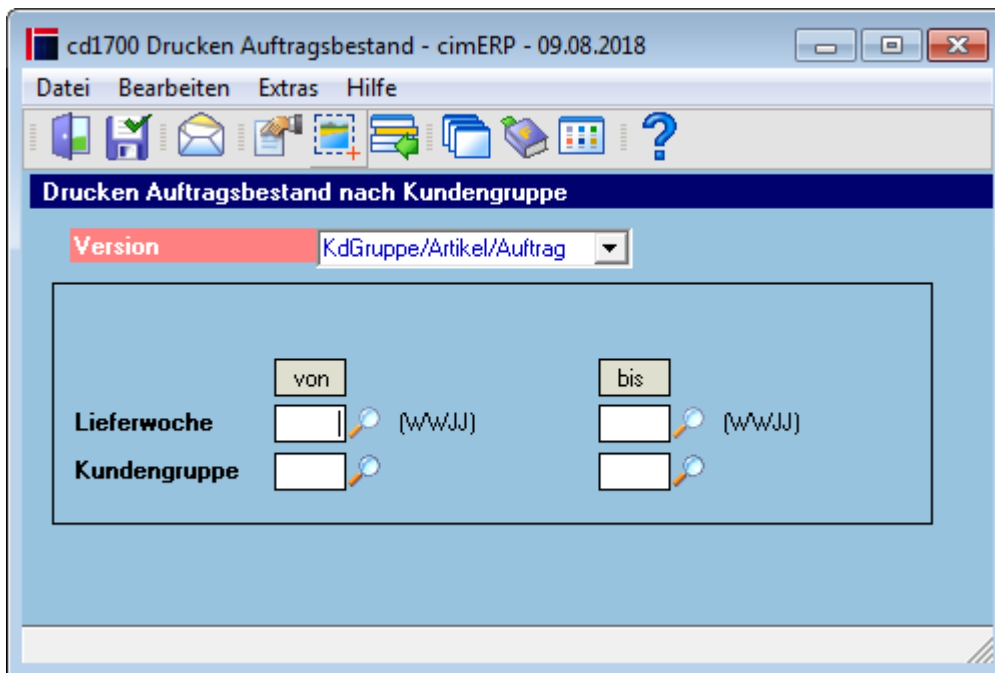 cd1700 Drucken Auftragsbestand - cimERP - 09.08.2018
Datei Bearbeiten Extras Hilfe
Drucken Auftragsbestand nach Kundengruppe
Version KdGruppe/Artikel/Auftrag
von bis
Lieferwoche (WWJJ) (WWJJ)
Kundengruppe